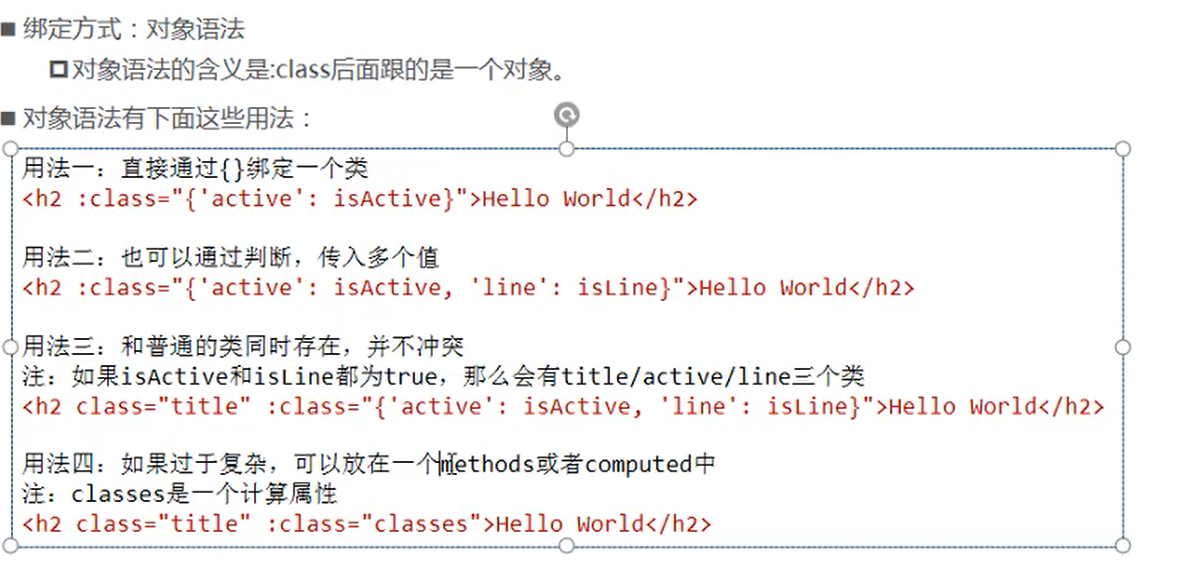 绑定方式：对象语法
对象语法的含义是:class后面跟的是一个对象。
对象语法有下面这些用法：
用法一：直接通过{}绑定一个类
<h2 :class="{'active': isActive}">Hello World</h2>
用法二：也可以通过判断，传入多个值
<h2 :class="{'active': isActive, 'line': isLine}">Hello World</h2>
用法三：和普通的类同时存在，并不冲突
注：如果isActive和isLine都为true，那么会有title/active/line三个类
<h2 class="title" :class="{'active': isActive, 'line': isLine}">Hello World</h2>
用法四：如果过于复杂，可以放在一个methods或者computed中
注：classes是一个计算属性
<h2 class="title" :class="classes">Hello World</h2>